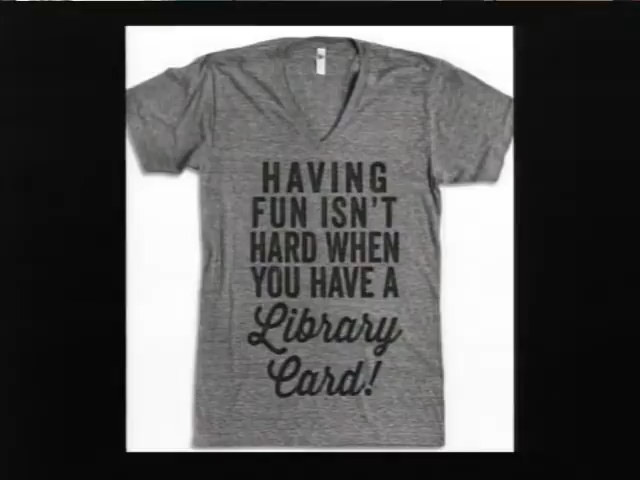 HAVING
FUN ISN'T
HARD WHEN
YOU HAVE A
Library
Card!